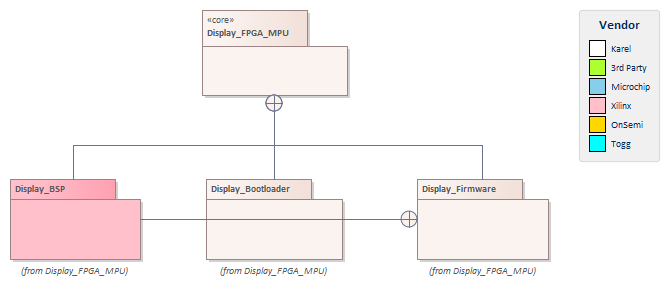 «core»
Display_FPGA_MPU
Vendor
Karel
3rd Party
Microchip
Xilinx
OnSemi
Togg
Display_BSP
Display_Bootloader
Display_Firmware
(from Display_FPGA_MPU)
(from Display_FPGA_MPU)
(from Display_FPGA_MPU)